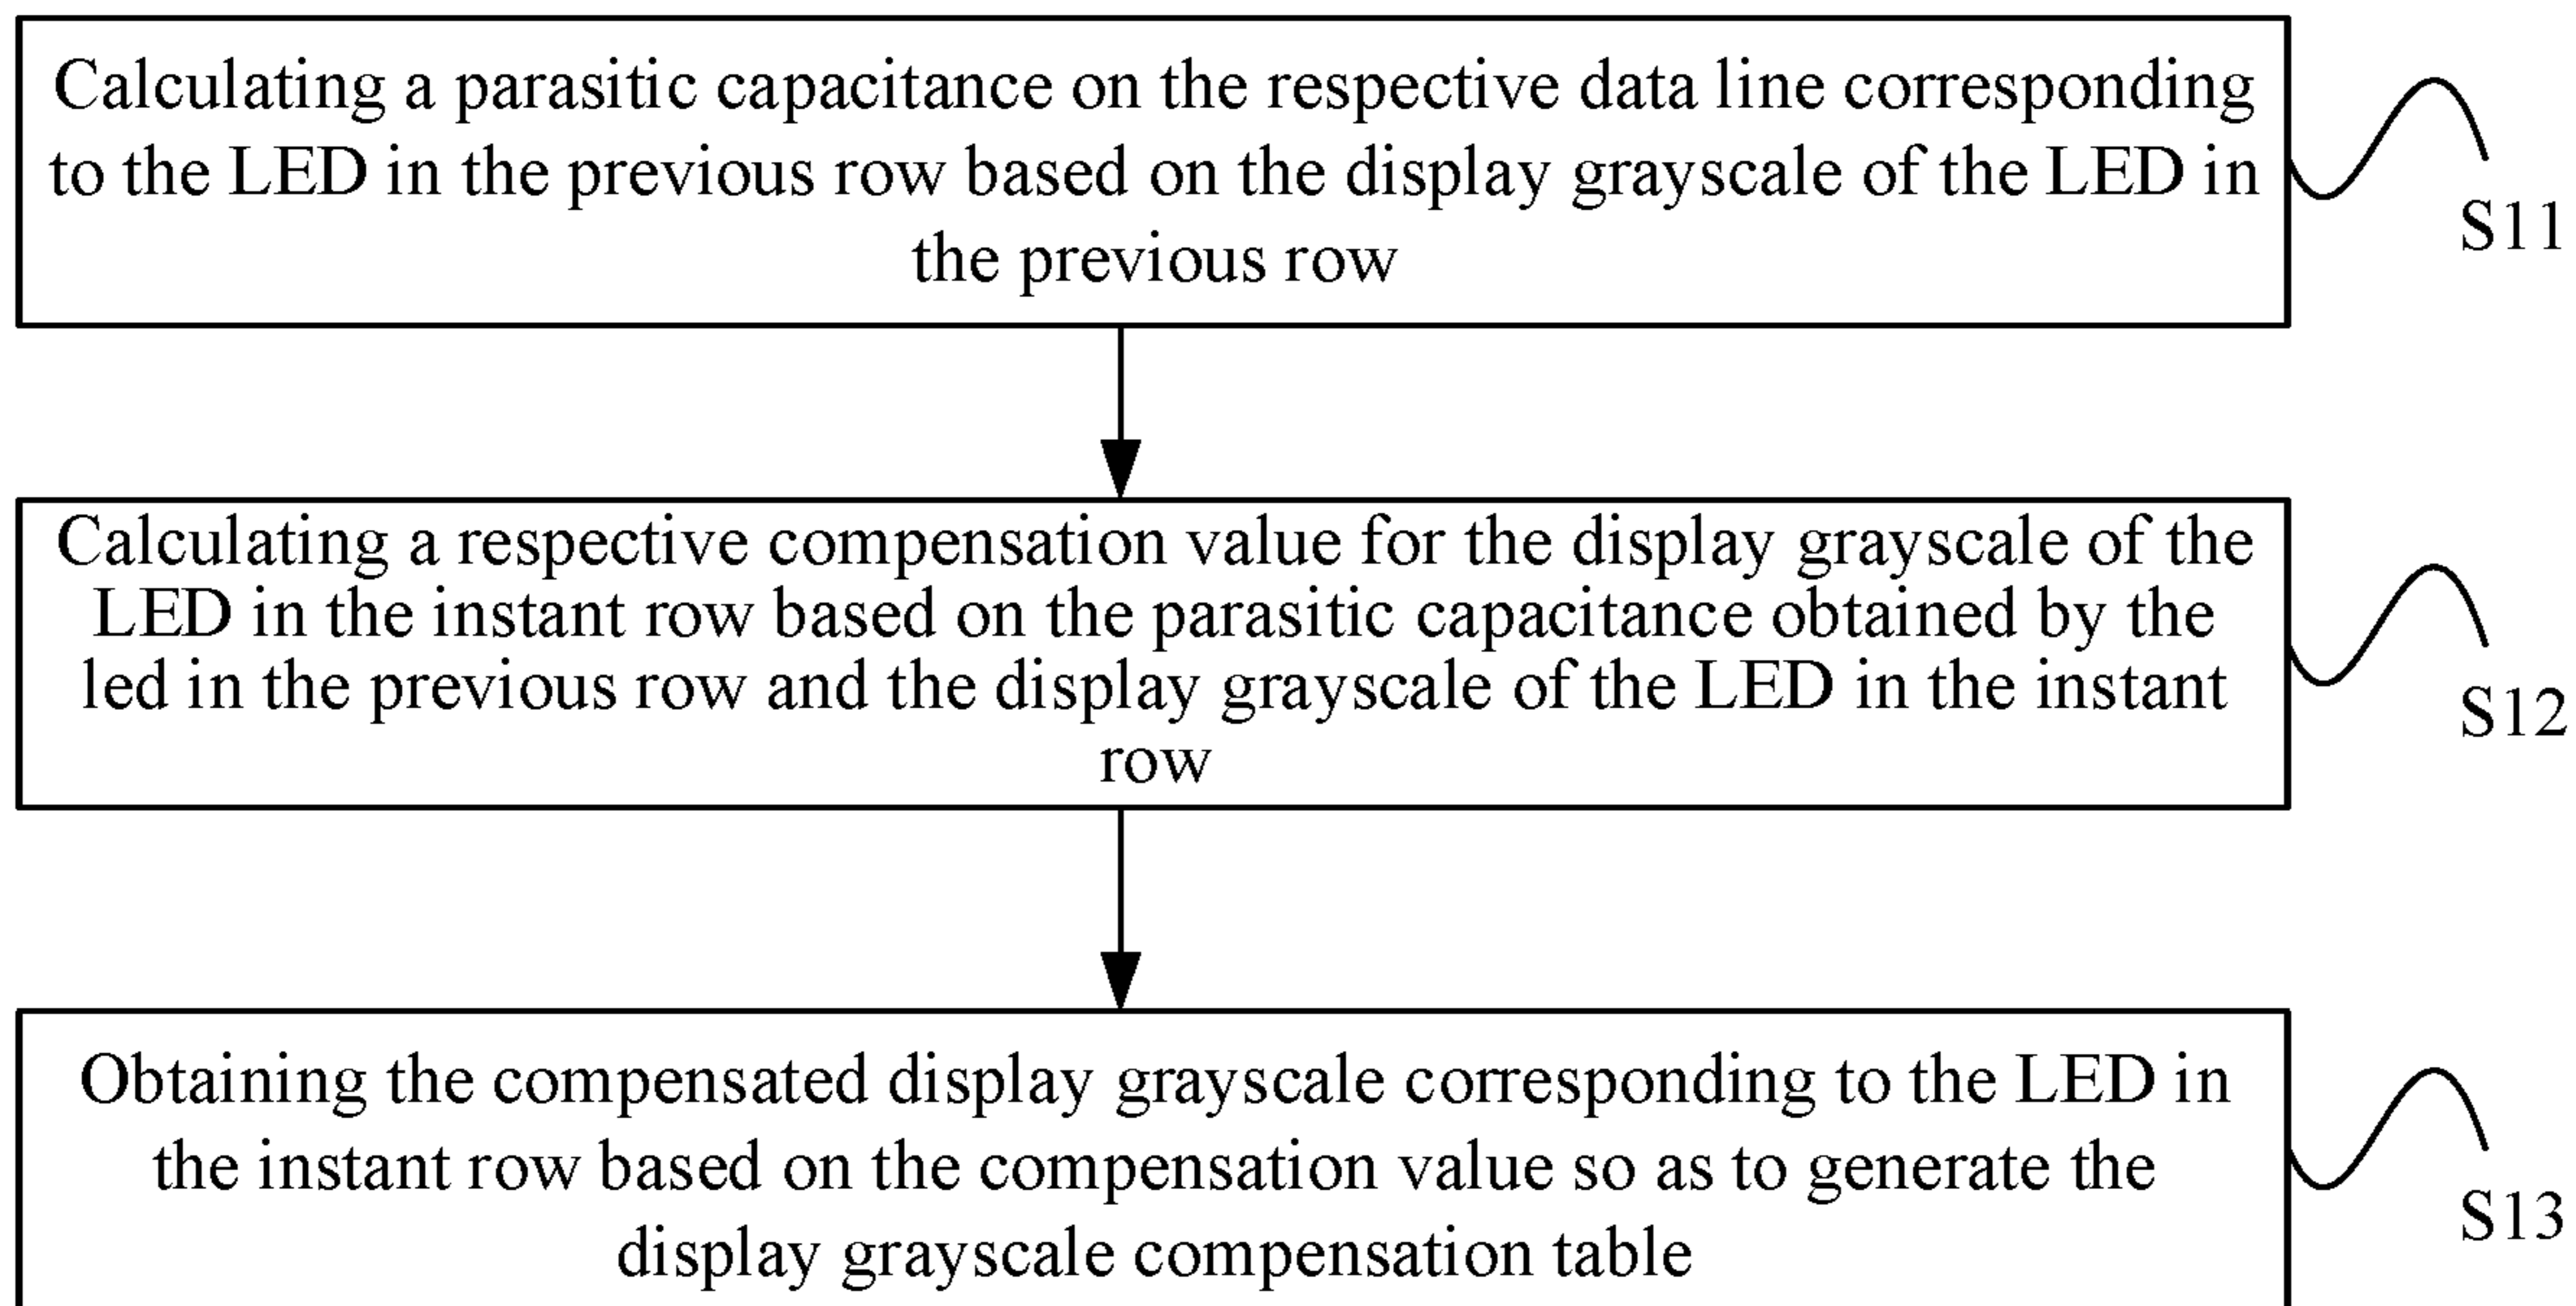 Calculating a parasitic capacitance on the respective data line corresponding
to the LED in the previous row based on the display grayscale of the LED in
the previous row
S11
Calculating a respective compensation value for the display grayscale of the
LED in the instant row based on the parasitic capacitance obtained by the
led in the previous row and the display grayscale of the LED in the instant
row
S12
Obtaining the compensated display grayscale corresponding to the LED in
the instant row based on the compensation value so as to generate the
display grayscale compensation table
S13